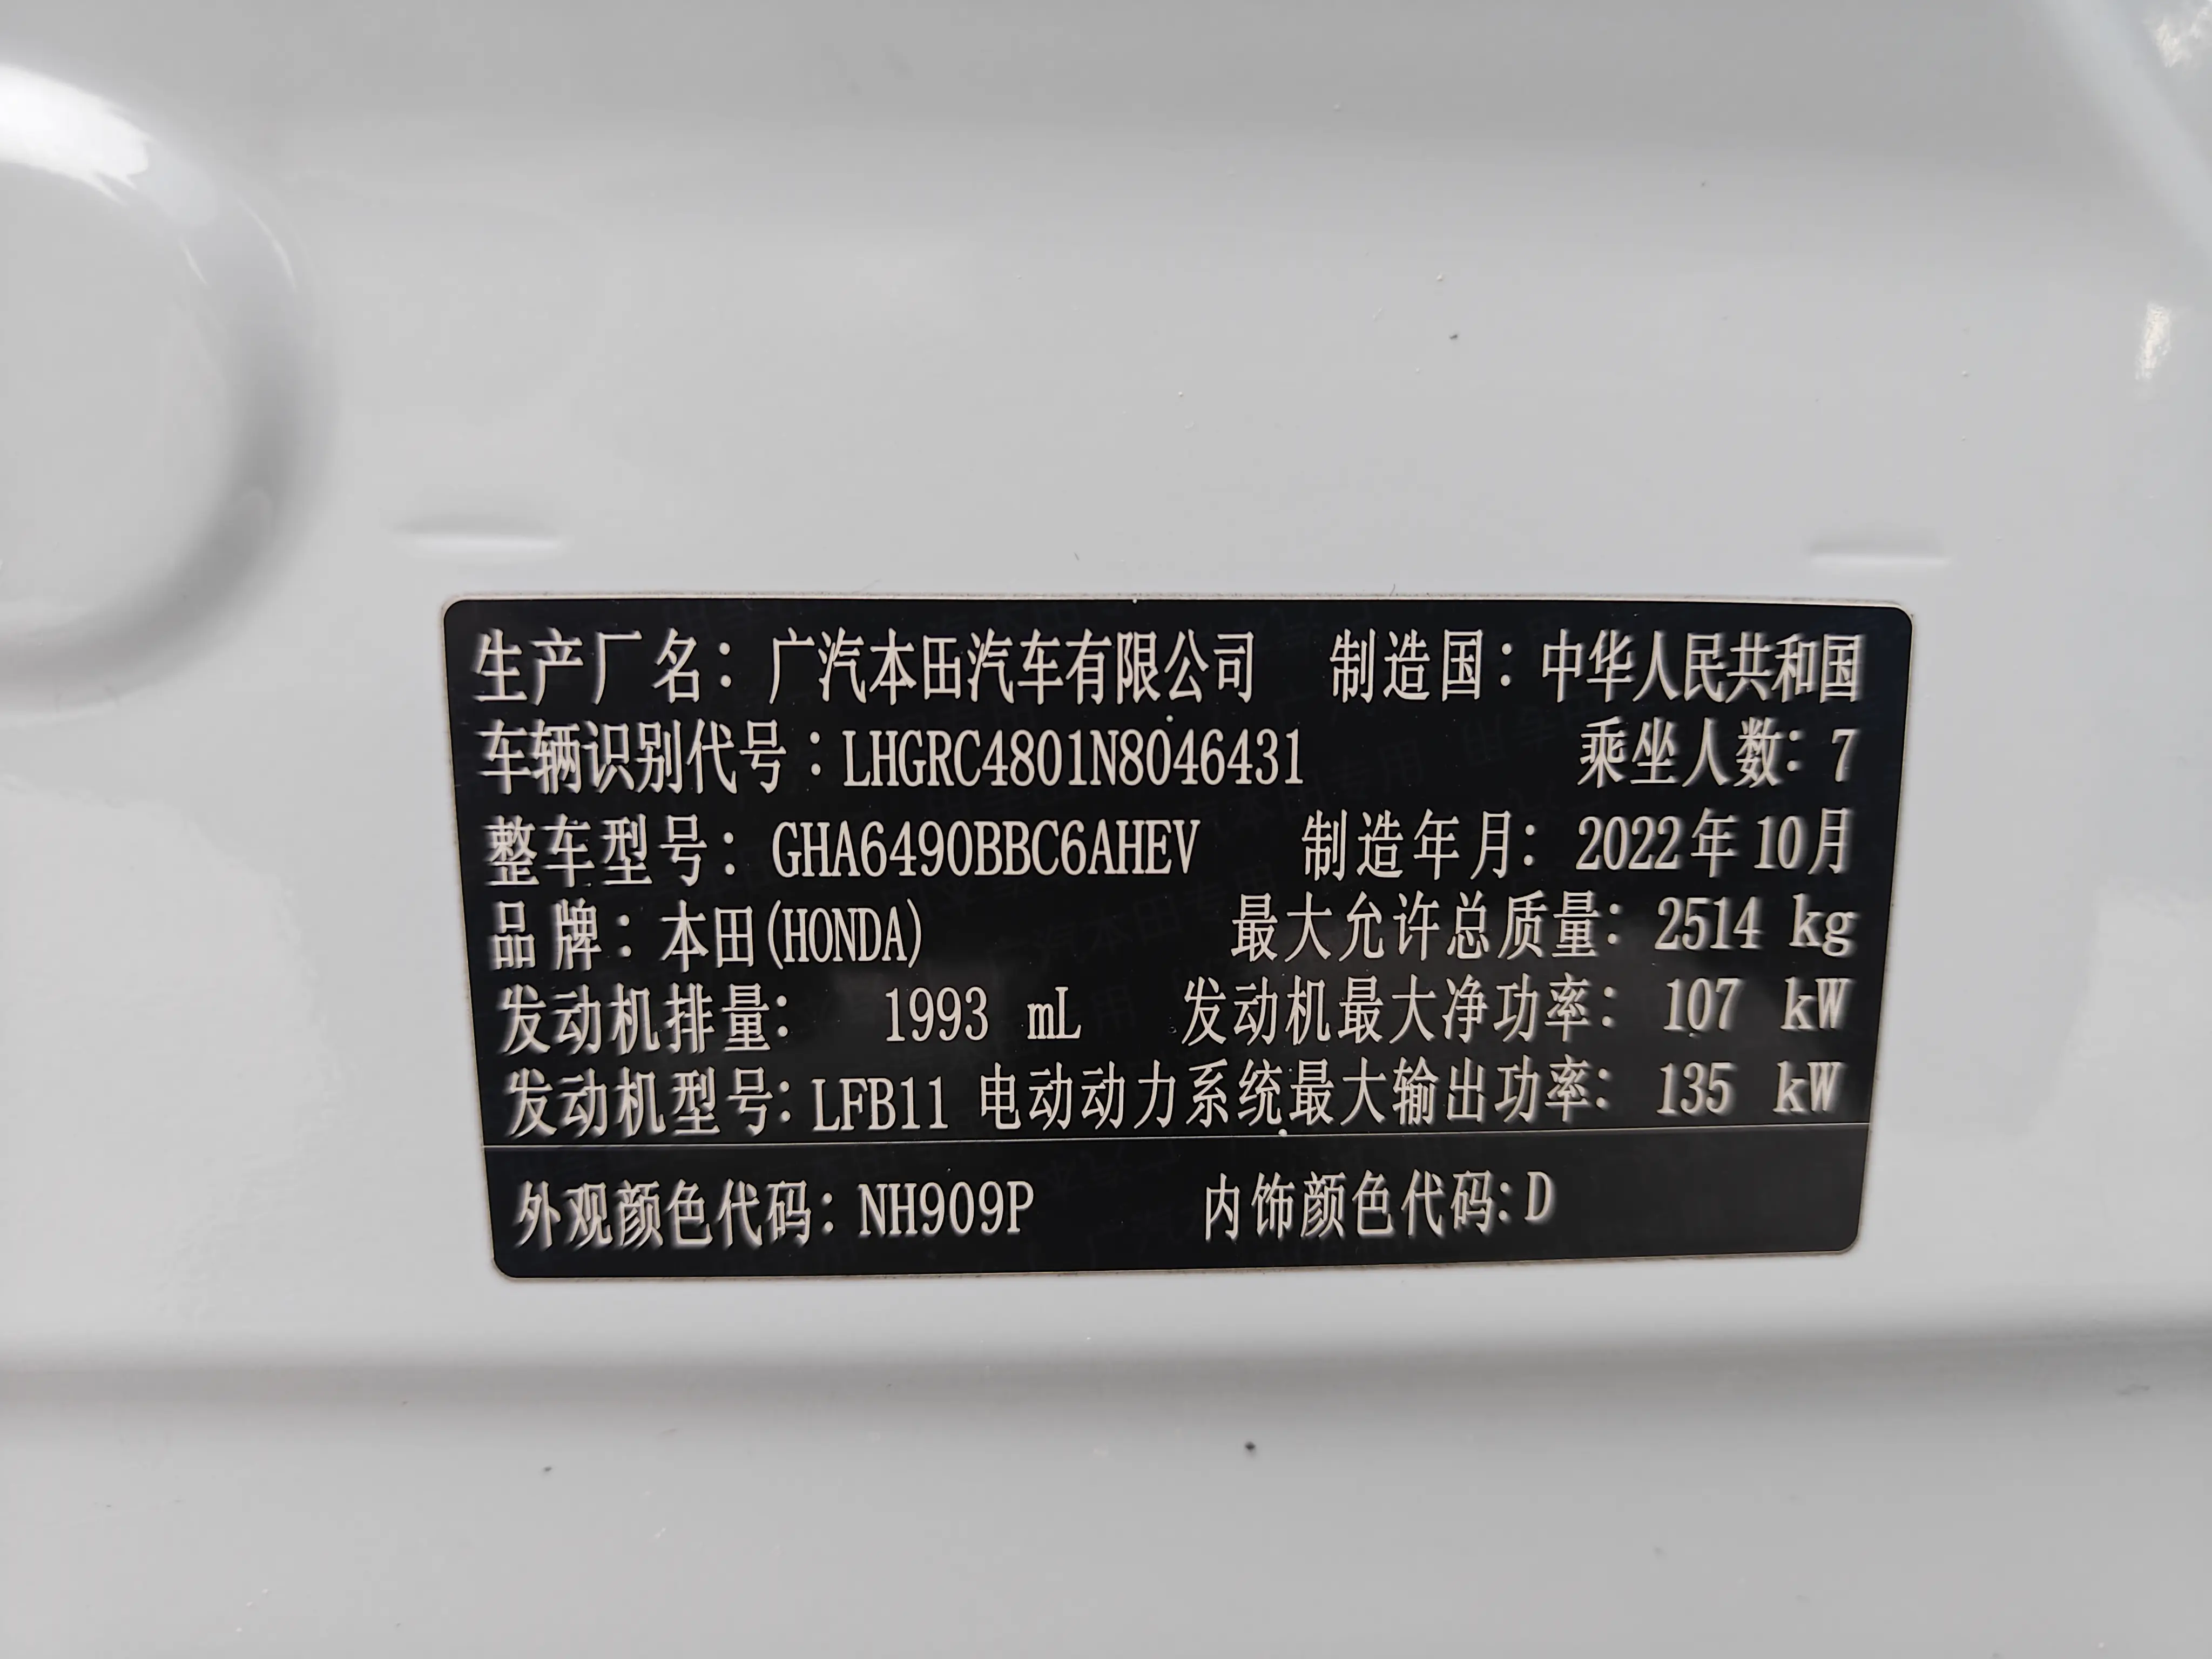 生产厂名：广汽本田汽车有限公司 制造国：中华人民共和国
车辆识别代号：LHGRC4801N8046431 乘坐人数：7
整车型号：GHA6490BBC6AHEV 制造年月：2022年10月
品牌：本田(HONDA) 最大允许总质量：2514 kg
发动机排量： 1993 mL 发动机最大净功率：107 kW
发动机型号：LFB11 电动动力系统最大输出功率：135 kW
外观颜色代码：NH909P 内饰颜色代码：D